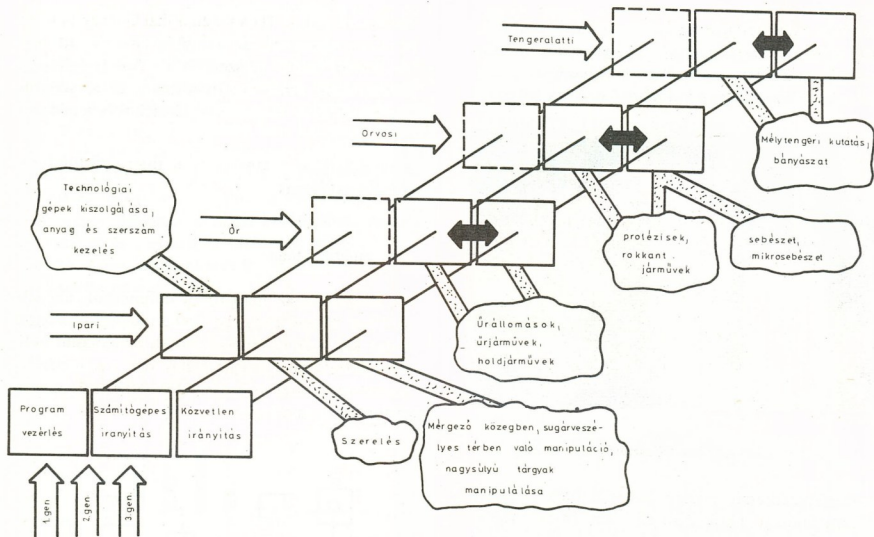 Tengeralatti
Orvosi
Mélytengeri kutatás,
bányászat
Technológiai
gépek kiszolgálása,
anyag és szerszám
kezelés
Űr
protézisek,
rokkant
járművek
sebészet,
mikrosebészet
Ipari
Űrállomások,
űrjárművek,
holdjárművek
Program
vezérlés
Számítógépes
irányitás
Közvetlen
irányitás
Szerelés
Mérgező közegben, sugárveszé-
lyes térben való manipuláció,
nagysúlyú tárgyak
manipulálása
1.gen
2.gen
3.gen